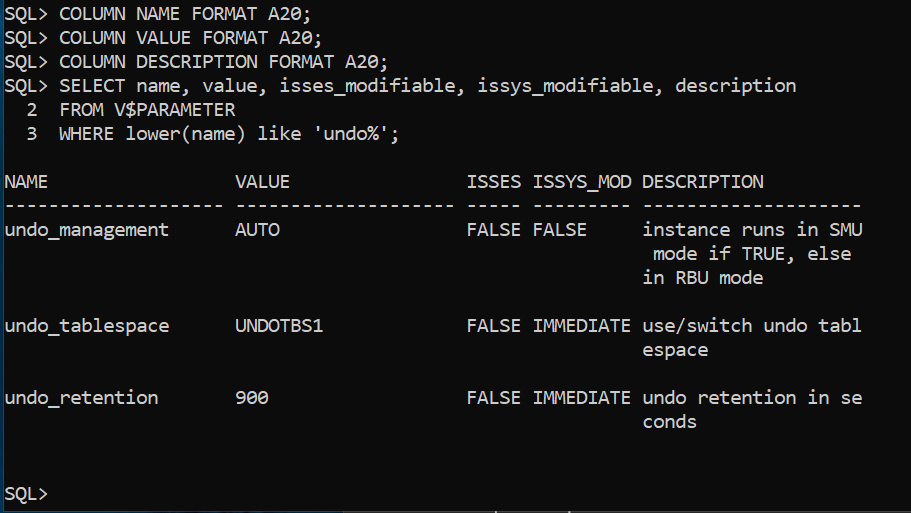 SQL> COLUMN NAME FORMAT A20;
SQL> COLUMN VALUE FORMAT A20;
SQL> COLUMN DESCRIPTION FORMAT A20;
SQL> SELECT name, value, isses_modifiable, issys_modifiable, description
  2  FROM V$PARAMETER
  3  WHERE lower(name) like 'undo%';

NAME                 VALUE                ISSES ISSYS_MOD DESCRIPTION
-------------------- -------------------- ----- --------- --------------------
undo_management      AUTO                 FALSE FALSE     instance runs in SMU
                                                           mode if TRUE, else
                                                          in RBU mode

undo_tablespace      UNDOTBS1             FALSE IMMEDIATE use/switch undo tabl
                                                          espace

undo_retention       900                  FALSE IMMEDIATE undo retention in se
                                                          conds


SQL>